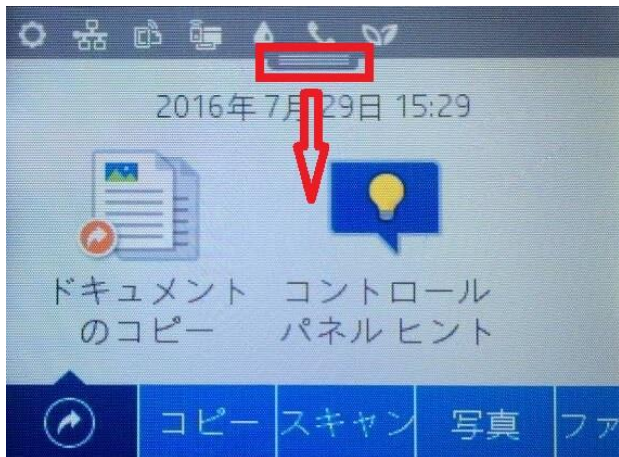 2016年7月29日 15:29
ドキュメント
のコピー
コントロール
パネル ヒント
コピー
スキャン
写真
ファ